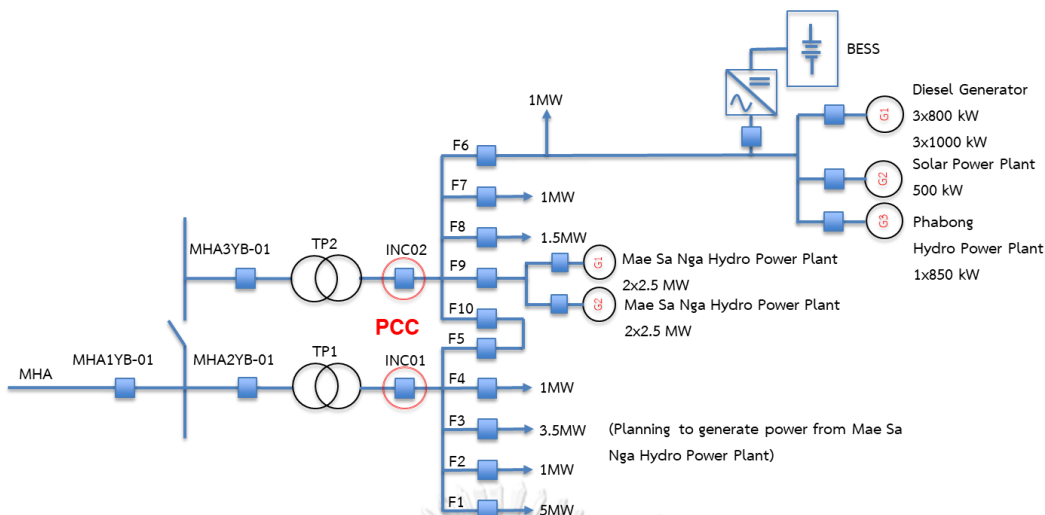 BESS
Diesel Generator
3x800 kW
3x1000 kW
G1
1MW
F6
Solar Power Plant
500 kW
G2
F7
1MW
Phabong
Hydro Power Plant
1x850 kW
G3
F8
1.5MW
MHA3YB-01
TP2
INC02
F9
G1
Mae Sa Nga Hydro Power Plant
2x2.5 MW
G2
Mae Sa Nga Hydro Power Plant
2x2.5 MW
F10
PCC
F5
MHA
MHA1YB-01
MHA2YB-01
TP1
INC01
F4
1MW
F3
3.5MW
(Planning to generate power from Mae Sa
Nga Hydro Power Plant)
F2
1MW
F1
5MW